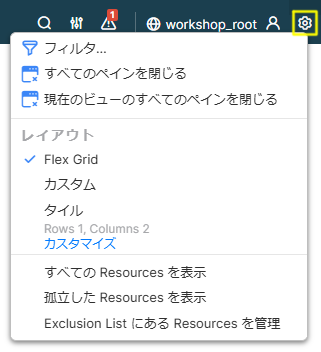 1
workshop_root
フィルタ...
すべてのペインを閉じる
現在のビューのすべてのペインを閉じる
レイアウト
Flex Grid
カスタム
タイル
Rows 1, Columns 2
カスタマイズ
すべての Resources を表示
孤立した Resources を表示
Exclusion List にある Resources を管理